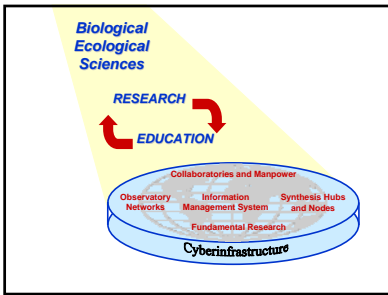 Biological
Ecological
Sciences
RESEARCH
EDUCATION
Collaboratories and Manpower
Observatory
Networks
Information
Management System
Synthesis Hubs
and Nodes
Fundamental Research
Cyberinfrastructure